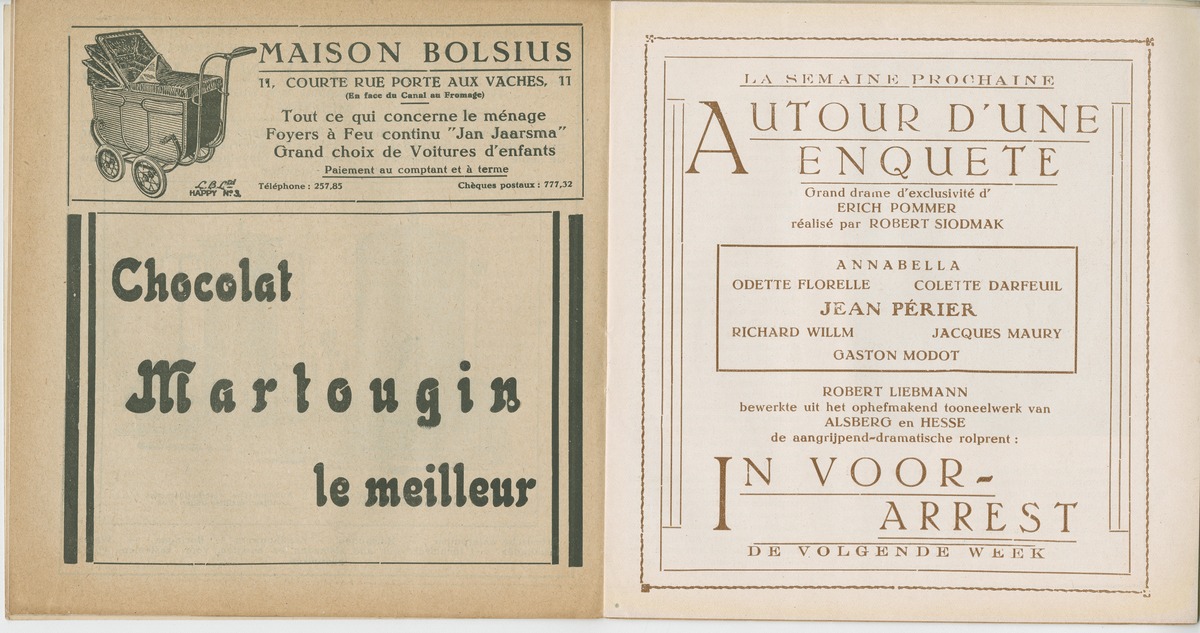 MAISON BOLSIUS
11, COURTE RUE PORTE AUX VACHES, 11
(En face du Canal au Fromage)
Tout ce qui concerne le ménage
Foyers à Feu continu "Jan Jaarsma"
Grand choix de Voitures d'enfants
Paiement au comptant et à terme
Téléphone : 257,85 Chèques postaux : 777,32
L.B. Ltd
HAPPY No 3.
Chocolat
Martougin
le meilleur
LA SEMAINE PROCHAINE
AUTOUR D'UNE
ENQUETE
Grand drame d'exclusivité d'
ERICH POMMER
réalisé par ROBERT SIODMAK
ANNABELLA
ODETTE FLORELLE COLETTE DARFEUIL
JEAN PÉRIER
RICHARD WILLM JACQUES MAURY
GASTON MODOT
ROBERT LIEBMANN
bewerkte uit het ophefmakend tooneelwerk van
ALSBERG en HESSE
de aangrijpend-dramatische rolprent :
IN VOOR-
ARREST
DE VOLGENDE WEEK